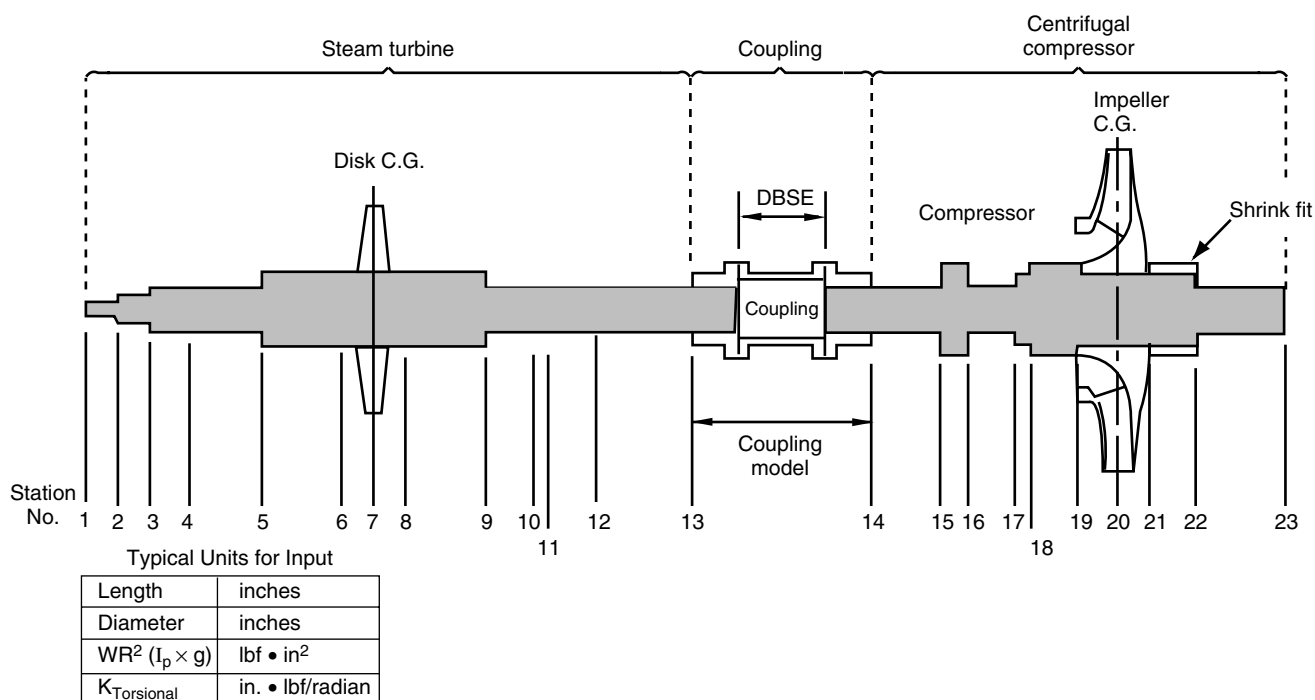 Steam turbine
Coupling
Centrifugal
compressor
Impeller
C.G.
Disk C.G.
DBSE
Compressor
Shrink fit
Coupling
Coupling
model
Station
No.
1 2 3 4 5 6 7 8 9 10 11 12 13 14 15 16 17 18 19 20 21 22 23
Typical Units for Input
Length inches
Diameter inches
WR² (Iₚ × g) lbf • in²
K_Torsional in. • lbf/radian